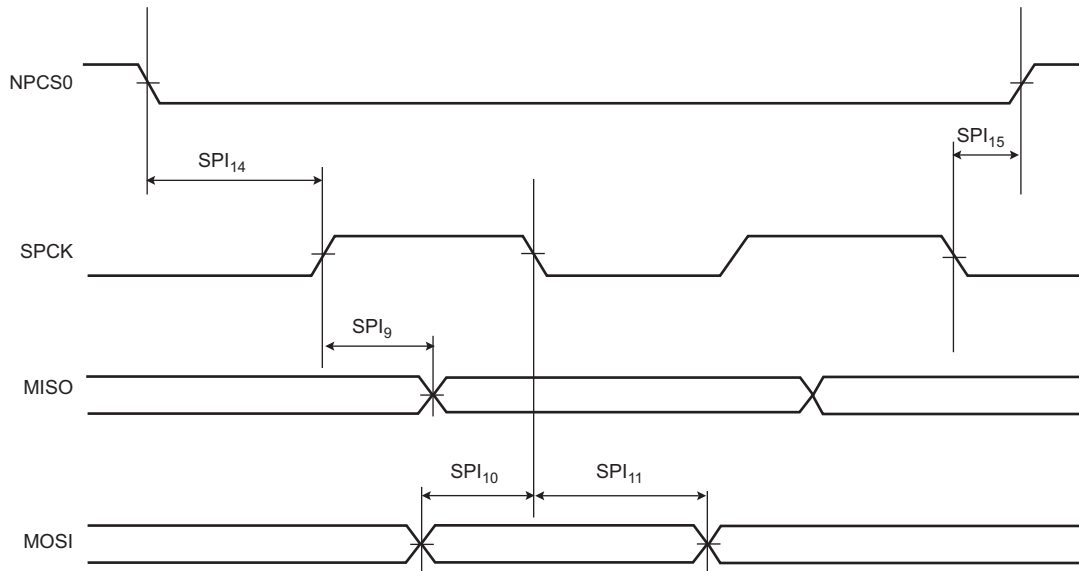 NPCS0
SPI₁₄
SPI₁₅
SPCK
SPI₉
MISO
SPI₁₀
SPI₁₁
MOSI